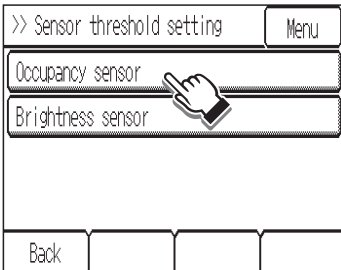 >> Sensor threshold setting
Menu
Occupancy sensor
Brightness sensor
Back